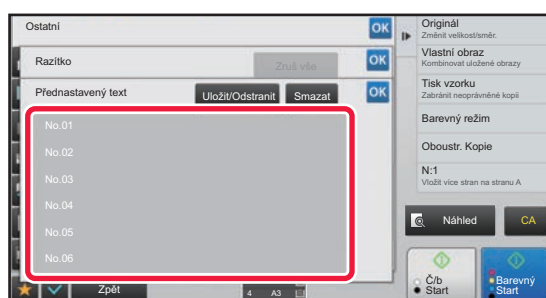 Ostatní
OK
Razítko
Zruš vše
OK
Přednastavený text
Uložit/Odstranit
Smazat
OK
No.01
No.02
No.03
No.04
No.05
No.06
Zpět
4 A3
Originál
Změnit velikost/směr.
Vlastní obraz
Kombinovat uložené obrazy
Tisk vzorku
Zabránit neoprávněné kopii
Barevný režim
Oboustr. Kopie
N:1
Vložit více stran na stranu A
Náhled
CA
Č/b
Start
Barevný
Start